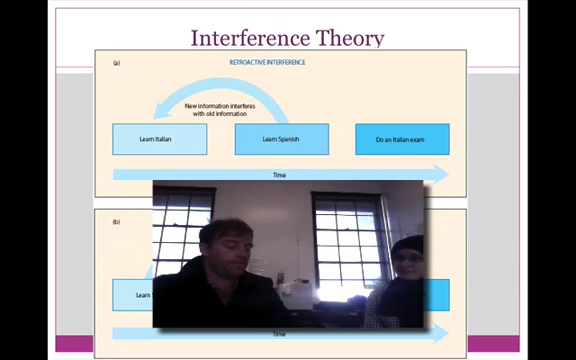 Interference Theory
(a)
RETROACTIVE INTERFERENCE
New information interferes
with old information
Learn Italian
Learn Spanish
Do an Italian exam
Time
(b)
Learn
Time